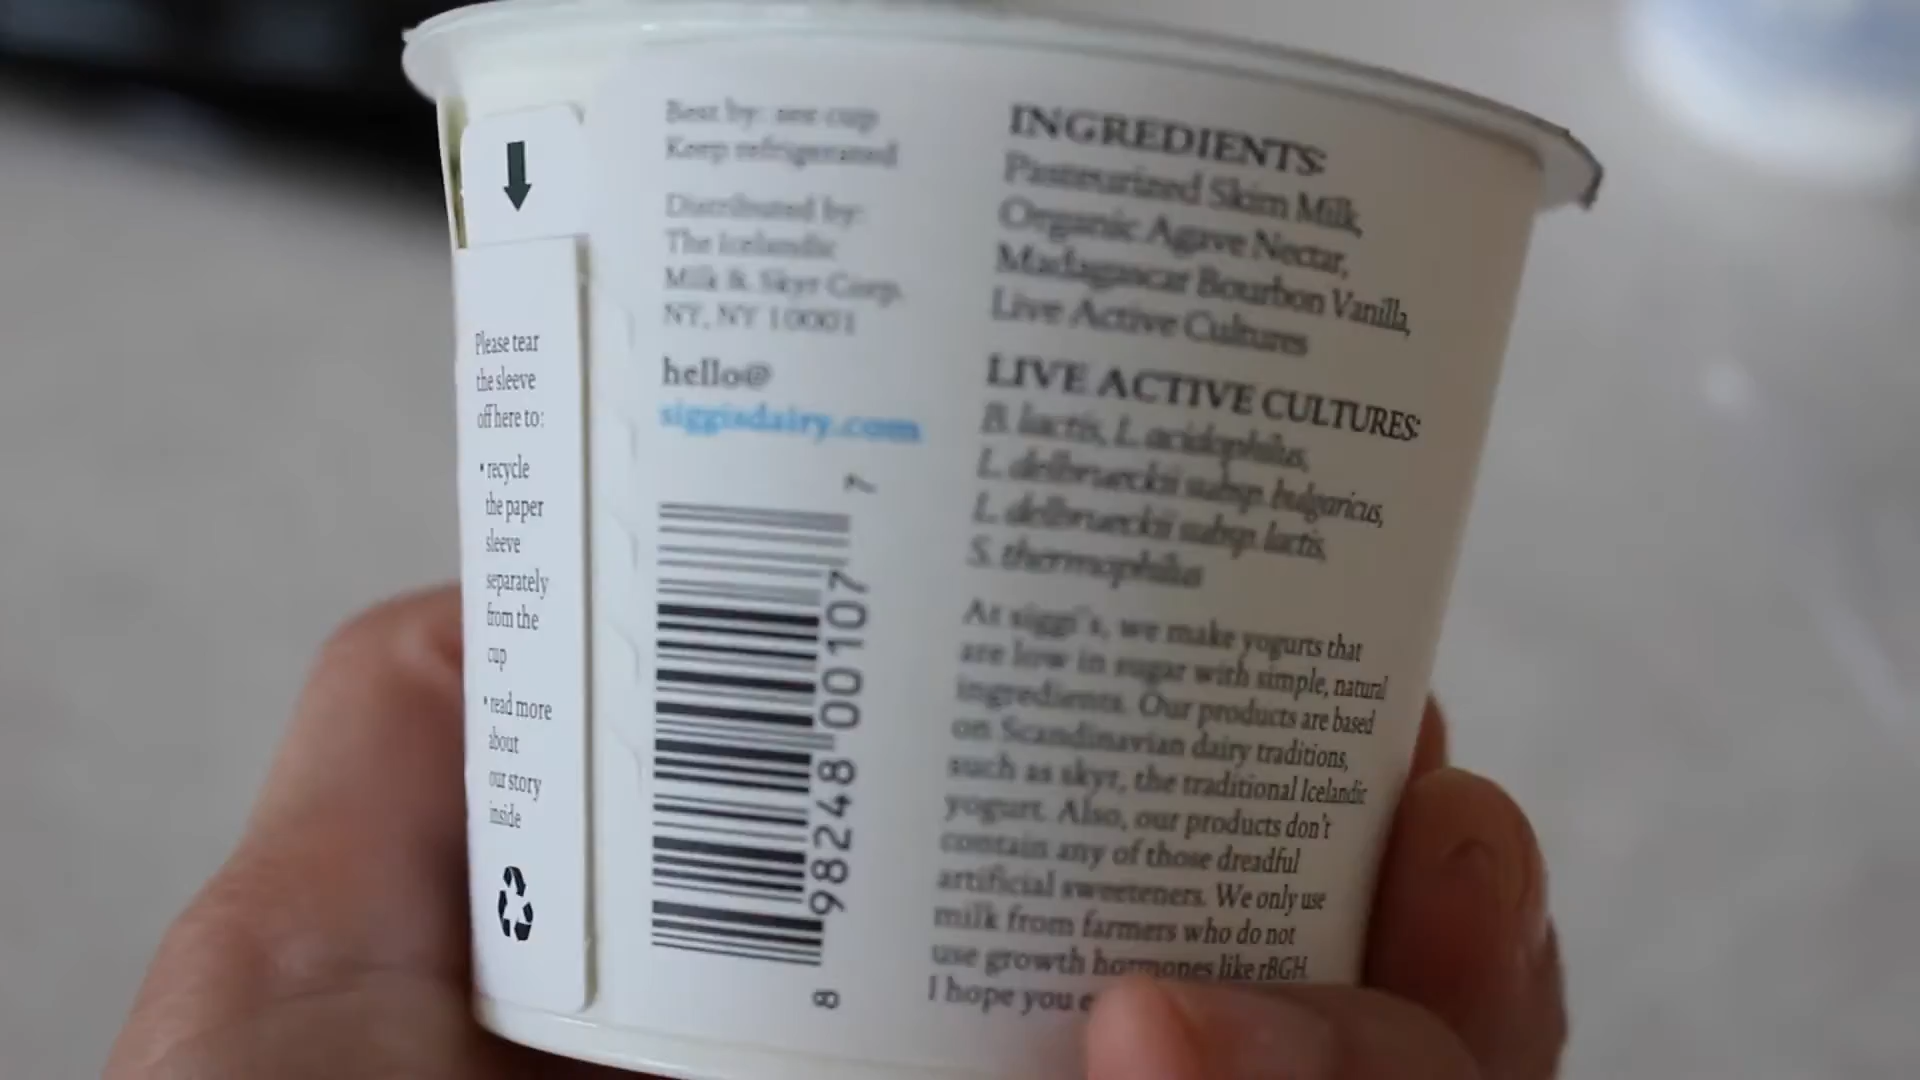 Please tear
the sleeve
off here to:
• recycle
the paper
sleeve
separately
from the
cup
• read more
about
our story
inside
Best by: see cup
Keep refrigerated
Distributed by:
The Icelandic
Milk & Skyr Corp.
NY, NY 10001
hello@
siggisdairy.com
8 98248 00107 7
INGREDIENTS:
Pasteurized Skim Milk,
Organic Agave Nectar,
Madagascar Bourbon Vanilla,
Live Active Cultures
LIVE ACTIVE CULTURES:
B. lactis, L. acidophilus,
L. delbrueckii subsp. bulgaricus,
L. delbrueckii subsp. lactis,
S. thermophilus
At siggi's, we make yogurts that
are low in sugar with simple, natural
ingredients. Our products are based
on Scandinavian dairy traditions,
such as skyr, the traditional Icelandic
yogurt. Also, our products don't
contain any of those dreadful
artificial sweeteners. We only use
milk from farmers who do not
use growth hormones like rBGH.
I hope you